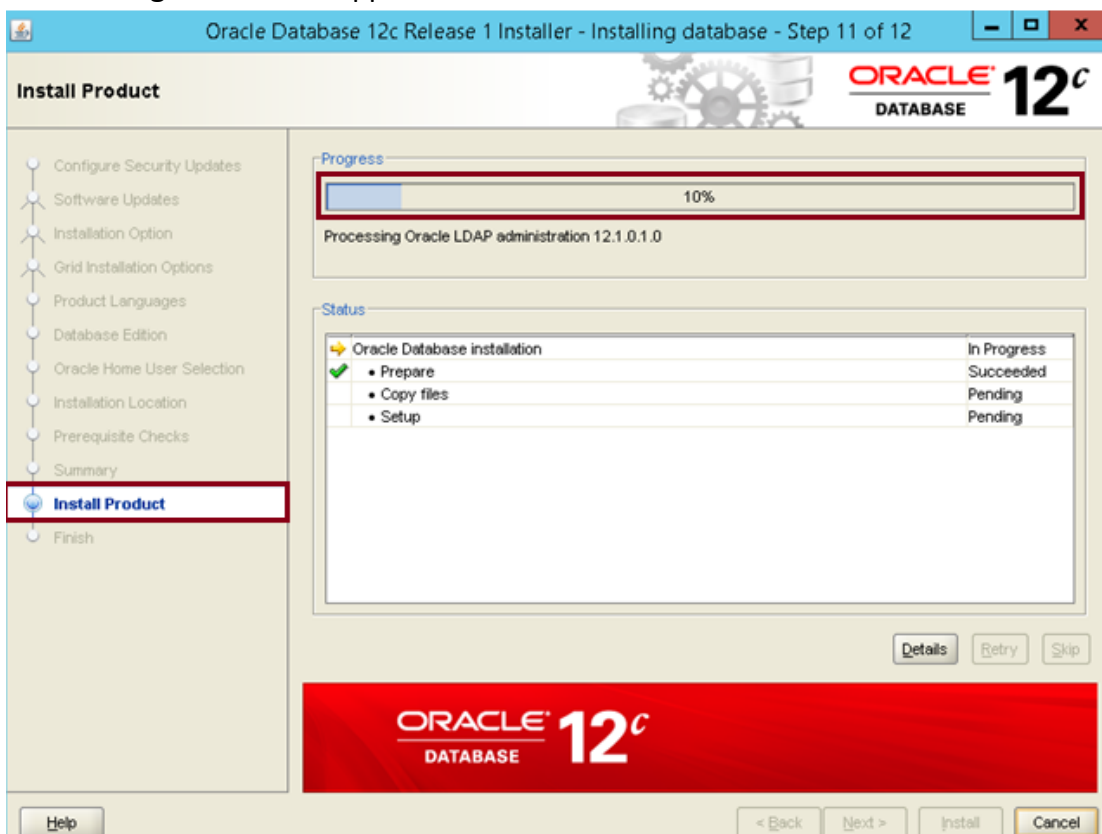 Oracle Database 12c Release 1 Installer - Installing database - Step 11 of 12
Install Product
ORACLE
DATABASE
12c
Configure Security Updates
Software Updates
Installation Option
Grid Installation Options
Product Languages
Database Edition
Oracle Home User Selection
Installation Location
Prerequisite Checks
Summary
Install Product
Finish
Progress
10%
Processing Oracle LDAP administration 12.1.0.1.0
Status
Oracle Database installation In Progress
• Prepare Succeeded
• Copy files Pending
• Setup Pending
Details Retry Skip
ORACLE
DATABASE
12c
Help < Back Next > Install Cancel